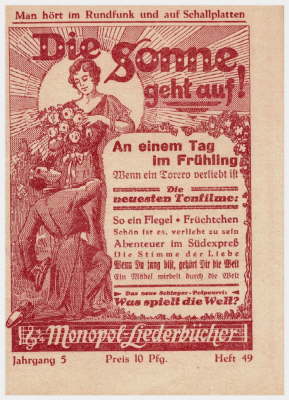 Man hört im Rundfunk und auf Schallplatten
Die Sonne
geht auf!
An einem Tag
im Frühling
Wenn ein Torero verliebt ist
Die
neuesten Tonfilme:
So ein Flegel • Früchtchen
Schön ist es, verliebt zu sein
Abenteuer im Südexpreß
Die Stimme der Liebe
Wenn Du jung bist, gehört Dir die Welt
Ein Mädel wirbelt durch die Welt
Das neue Schlager-Potpourri:
Was spielt die Welt?
Monopol-Liederbücher
Jahrgang 5 Preis 10 Pfg. Heft 49